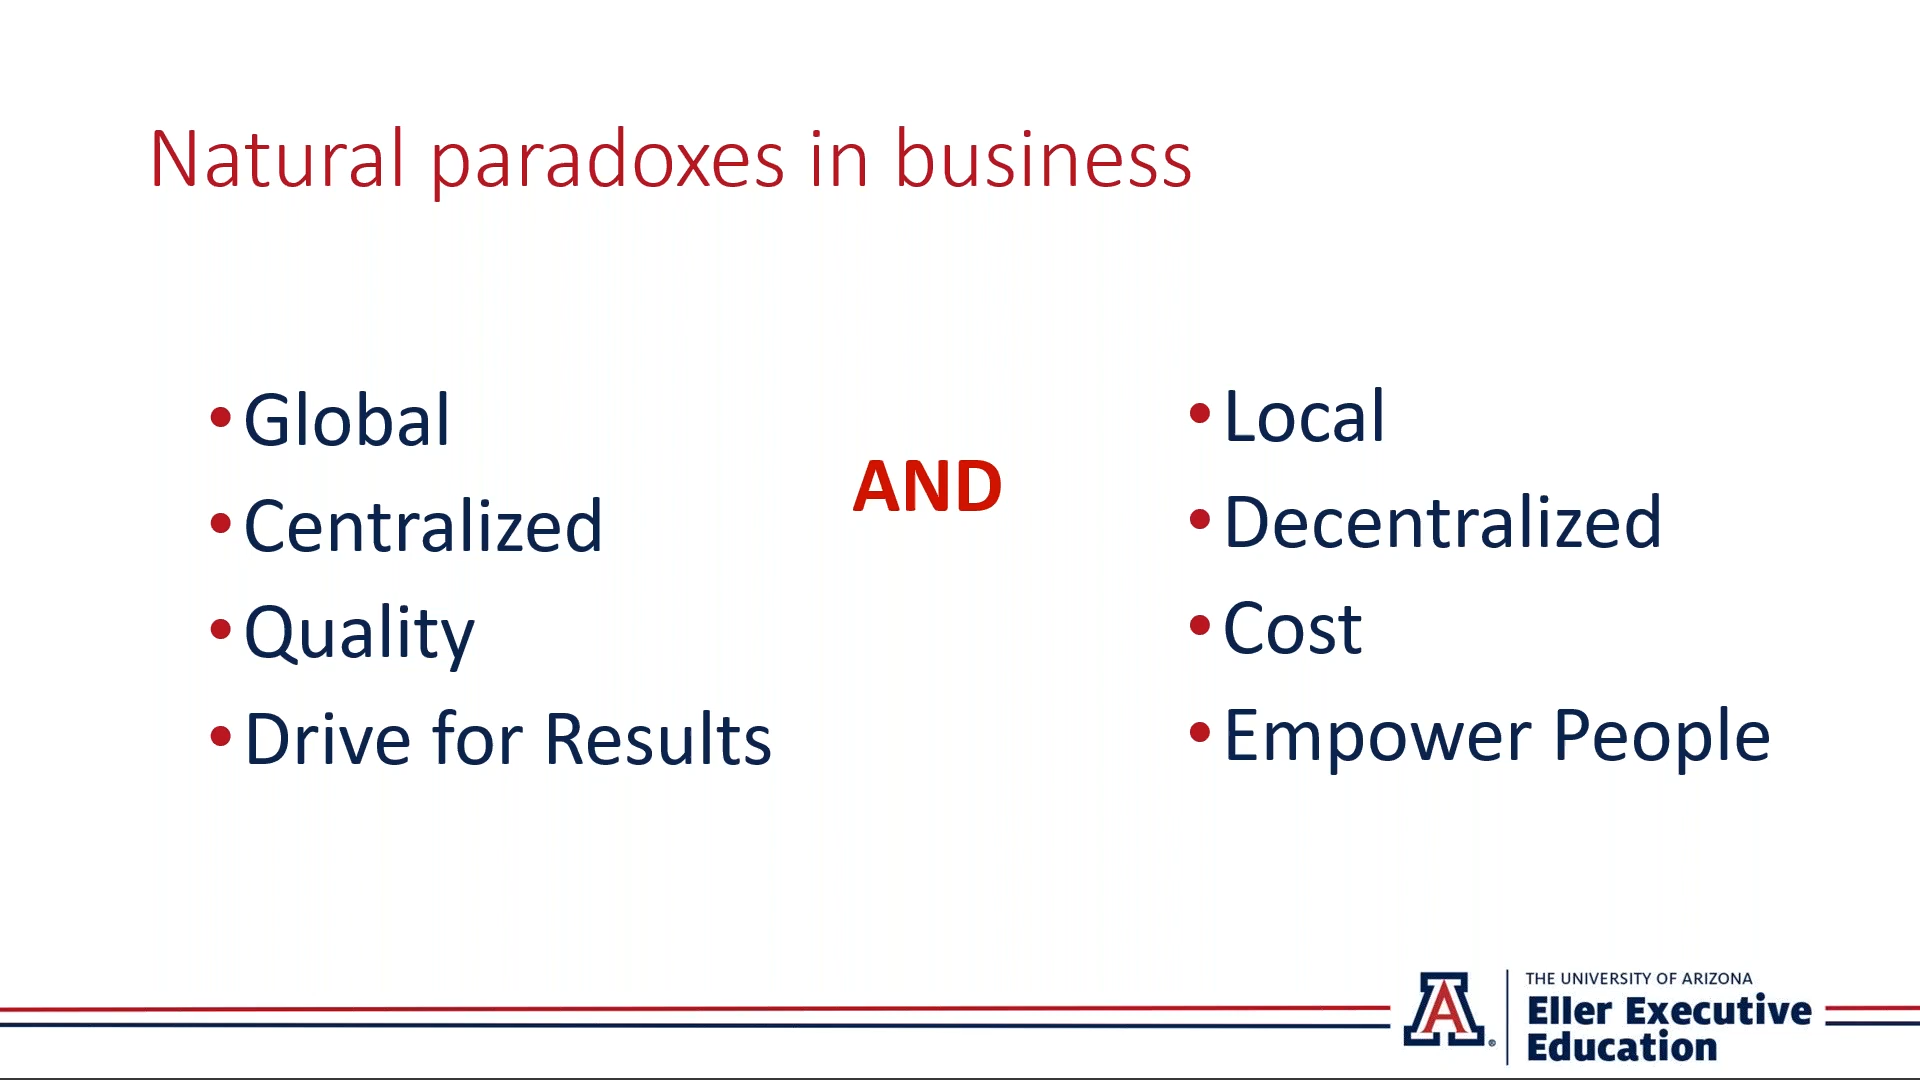 Natural paradoxes in business
• Global
• Centralized
• Quality
• Drive for Results
AND
• Local
• Decentralized
• Cost
• Empower People
A®
THE UNIVERSITY OF ARIZONA
Eller Executive
Education